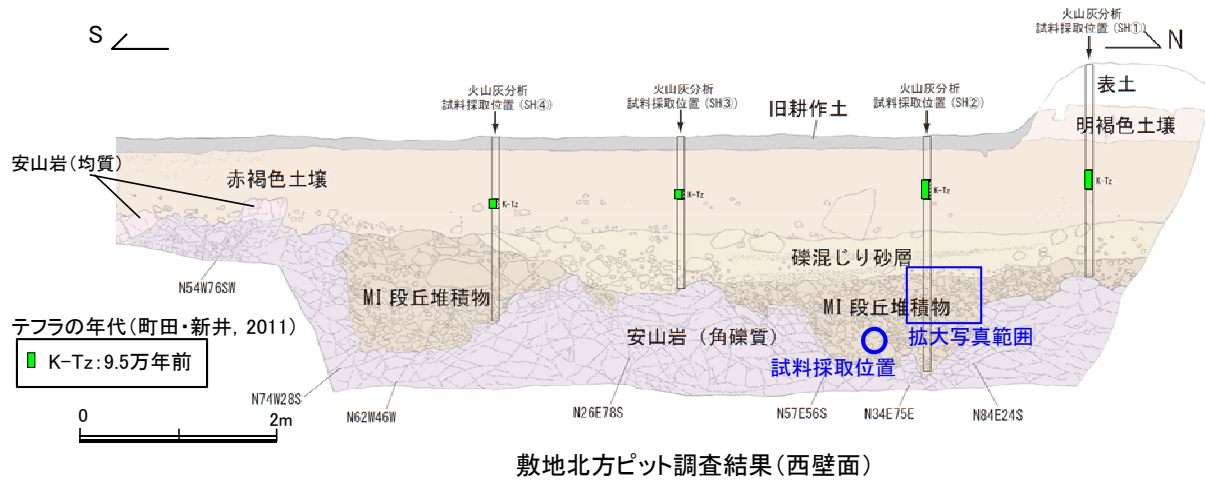 火山灰分析
試料採取位置(SH①)
S
N
火山灰分析
試料採取位置(SH④)
火山灰分析
試料採取位置(SH③)
火山灰分析
試料採取位置(SH②)
表土
旧耕作土
明褐色土壌
安山岩(均質)
赤褐色土壌
K-Tz
K-Tz
K-Tz
K-Tz
礫混じり砂層
N54W76SW
MⅠ段丘堆積物
MⅠ段丘堆積物
テフラの年代(町田・新井, 2011)
安山岩(角礫質)
拡大写真範囲
K-Tz:9.5万年前
試料採取位置
N74W28S
N62W46W
N26E78S
N57E56S
N34E75E
N84E24S
0
2m
敷地北方ピット調査結果(西壁面)